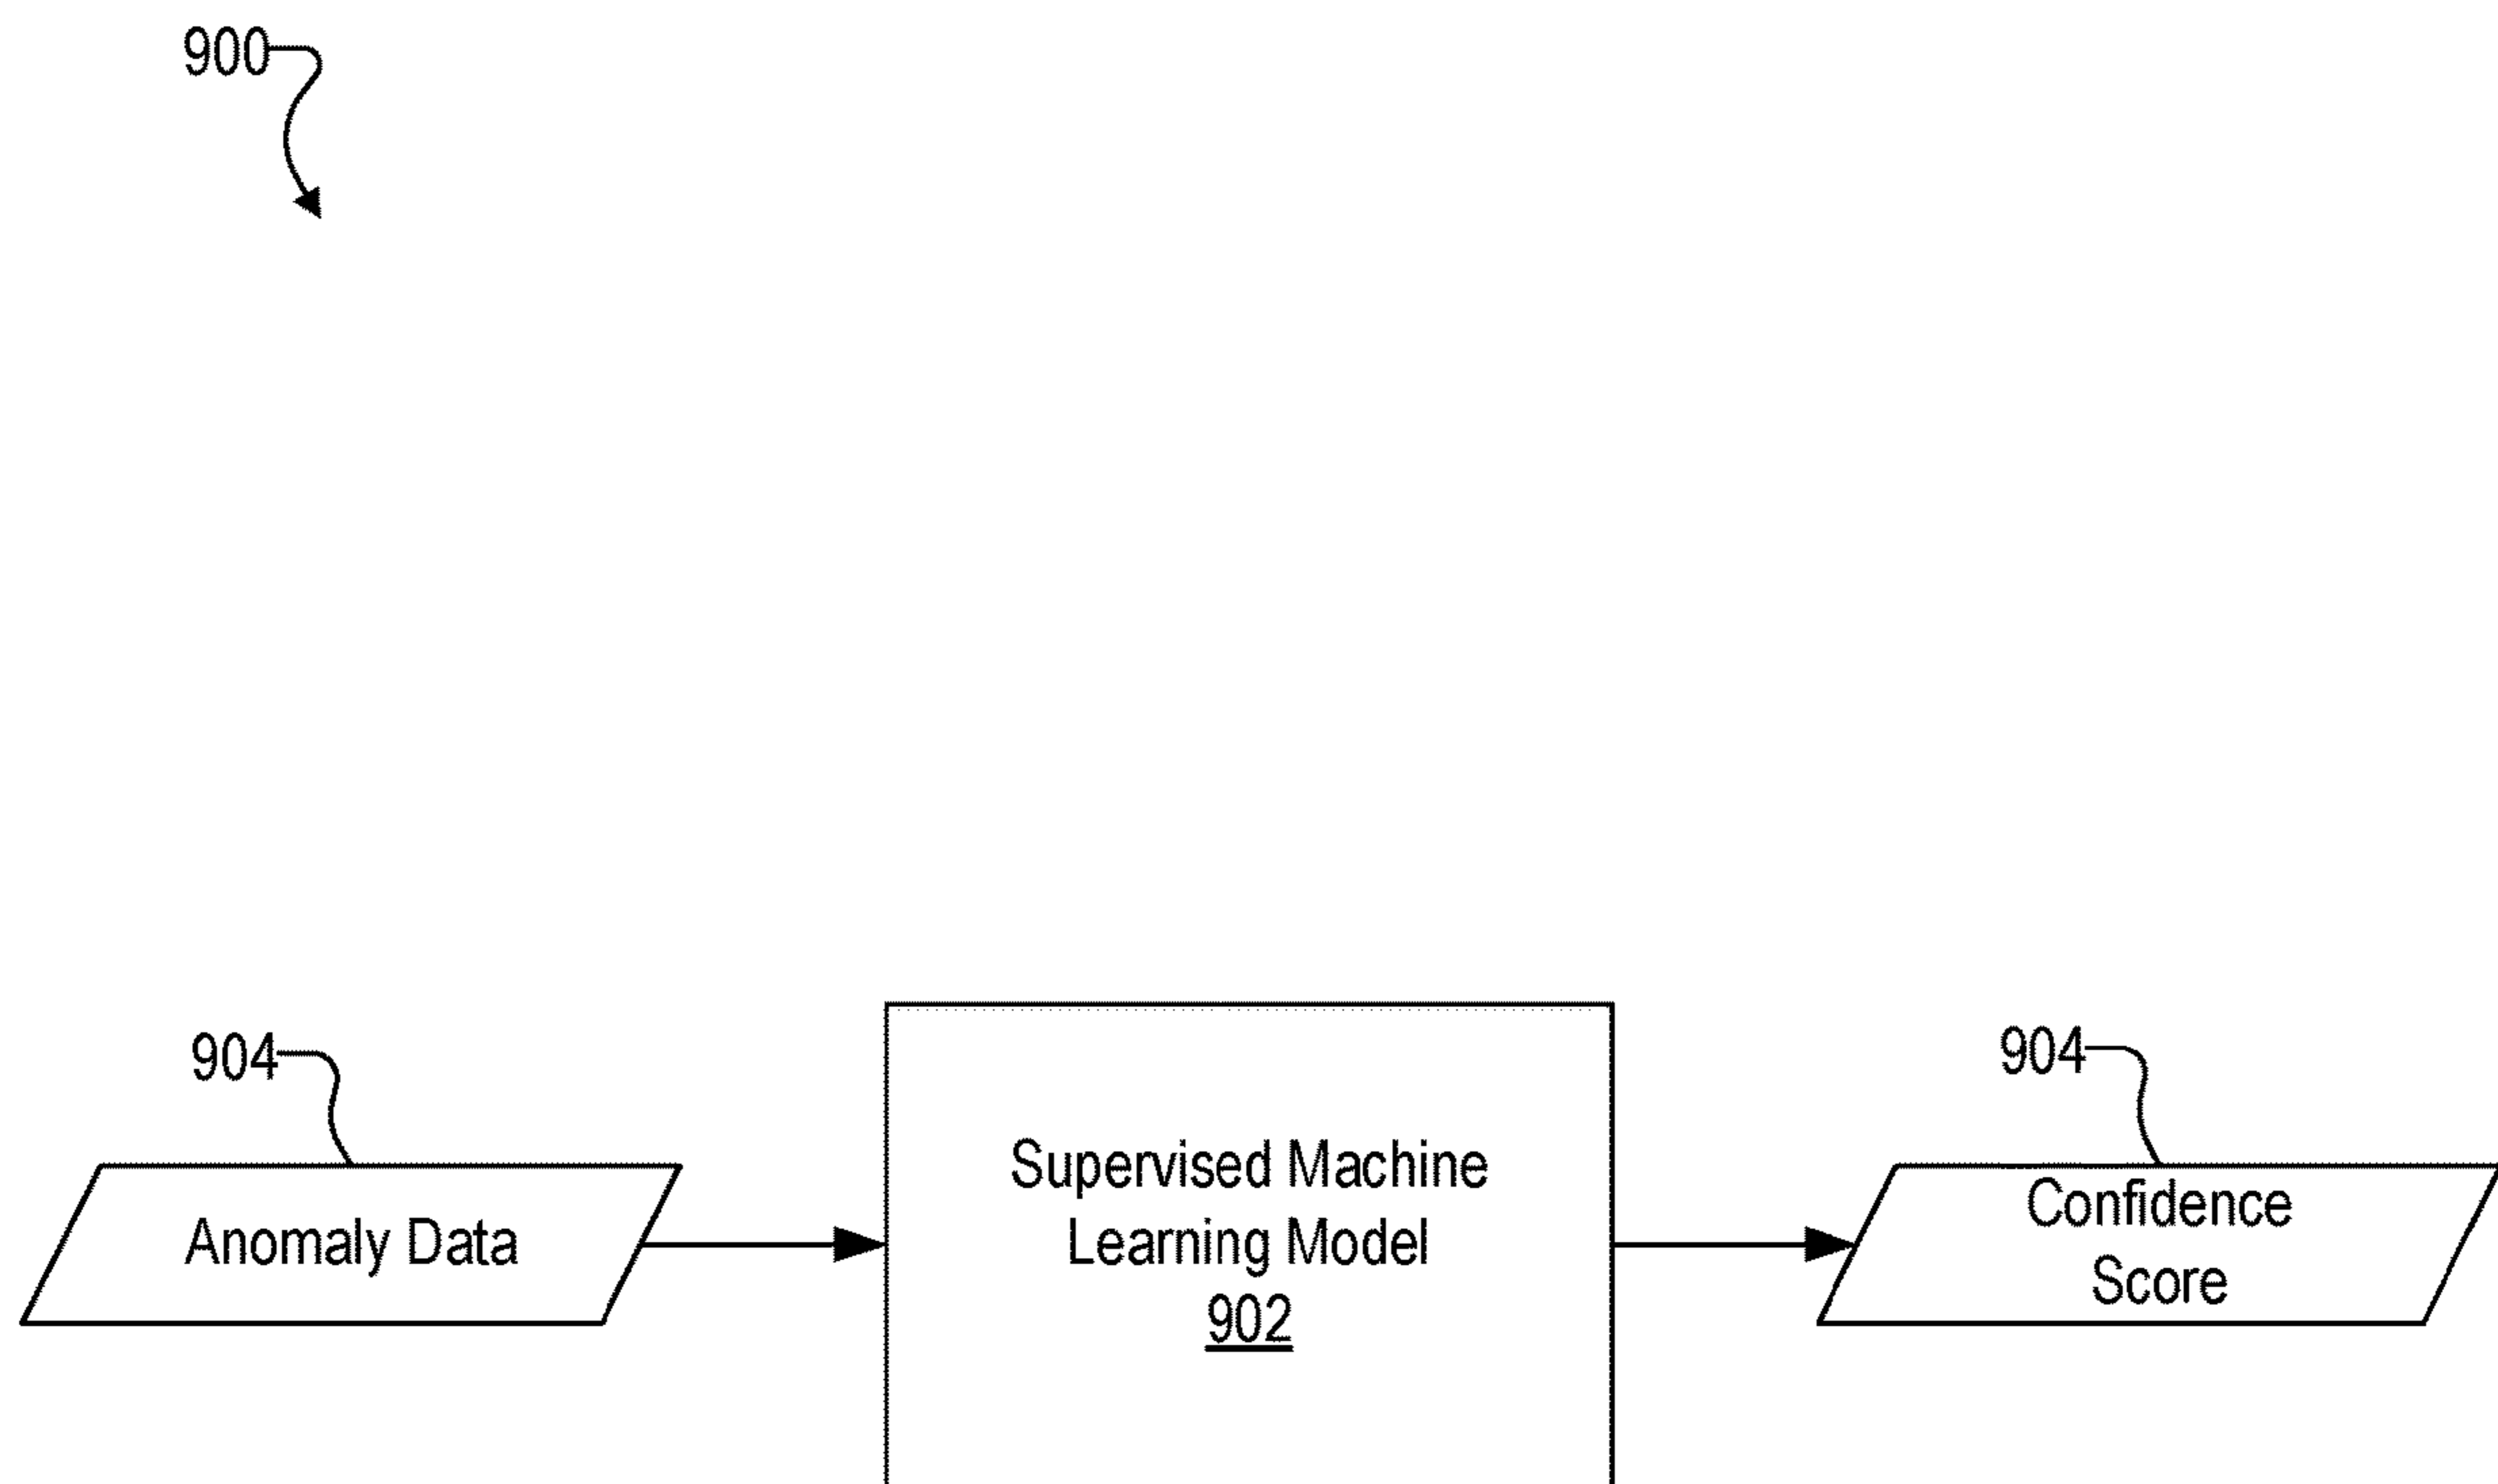 900
904
904
Anomaly Data
Supervised Machine
Learning Model
902
Confidence
Score